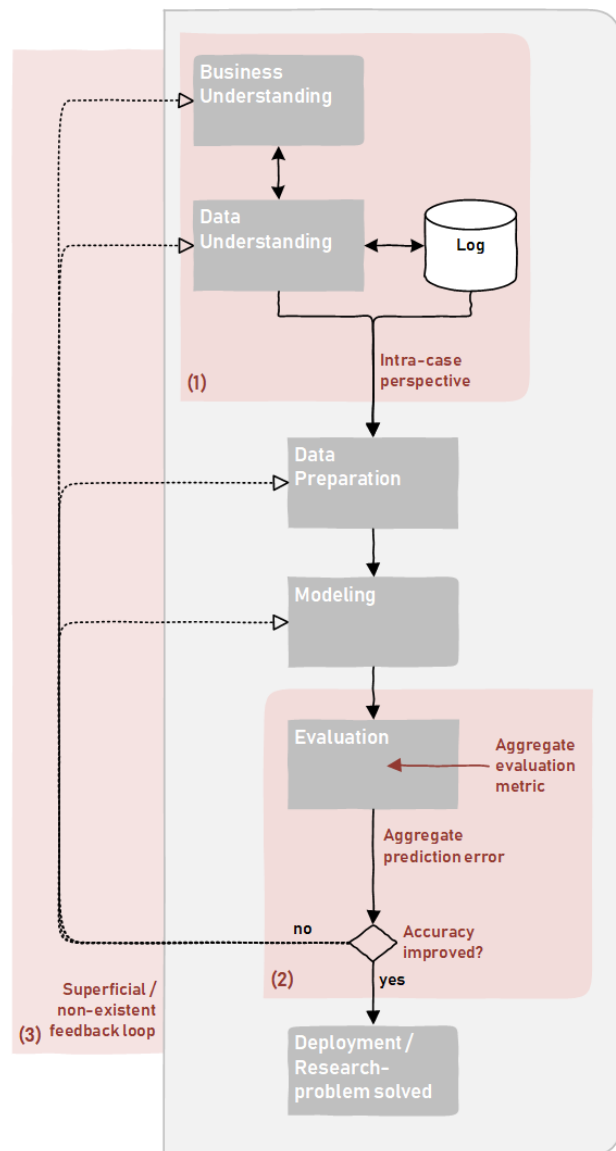 Business
Understanding
Data
Understanding
Log
Intra-case
perspective
(1)
Data
Preparation
Modeling
Evaluation
Aggregate
evaluation
metric
Aggregate
prediction error
no
Accuracy
improved?
yes
(2)
Superficial /
non-existent
feedback loop
(3)
Deployment /
Research-
problem solved